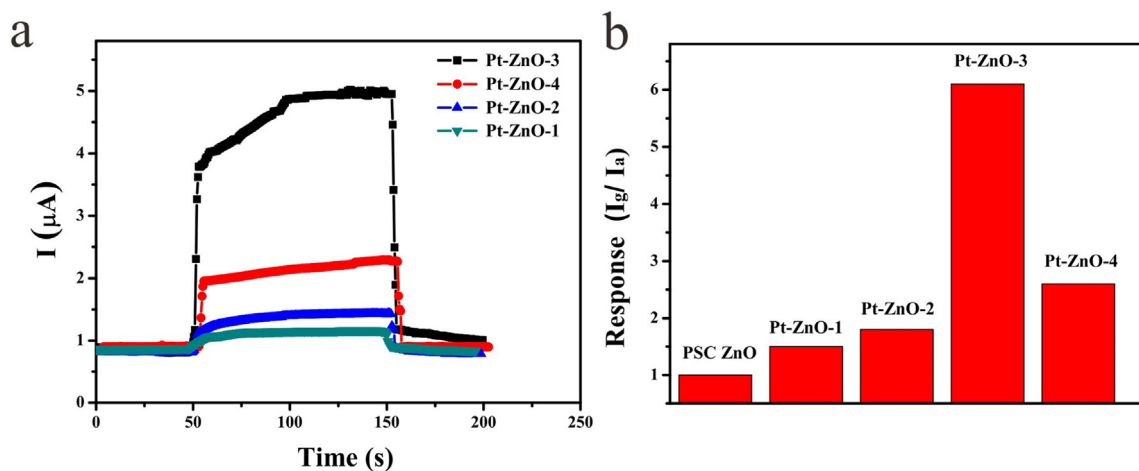 a
Pt-ZnO-3
Pt-ZnO-4
Pt-ZnO-2
Pt-ZnO-1
5
4
3
2
1
0
I (μA)
0
50
100
150
200
250
Time (s)
b
Pt-ZnO-3
Pt-ZnO-4
Pt-ZnO-2
Pt-ZnO-1
PSC ZnO
6
5
4
3
2
1
Response (Ig/ Ia)